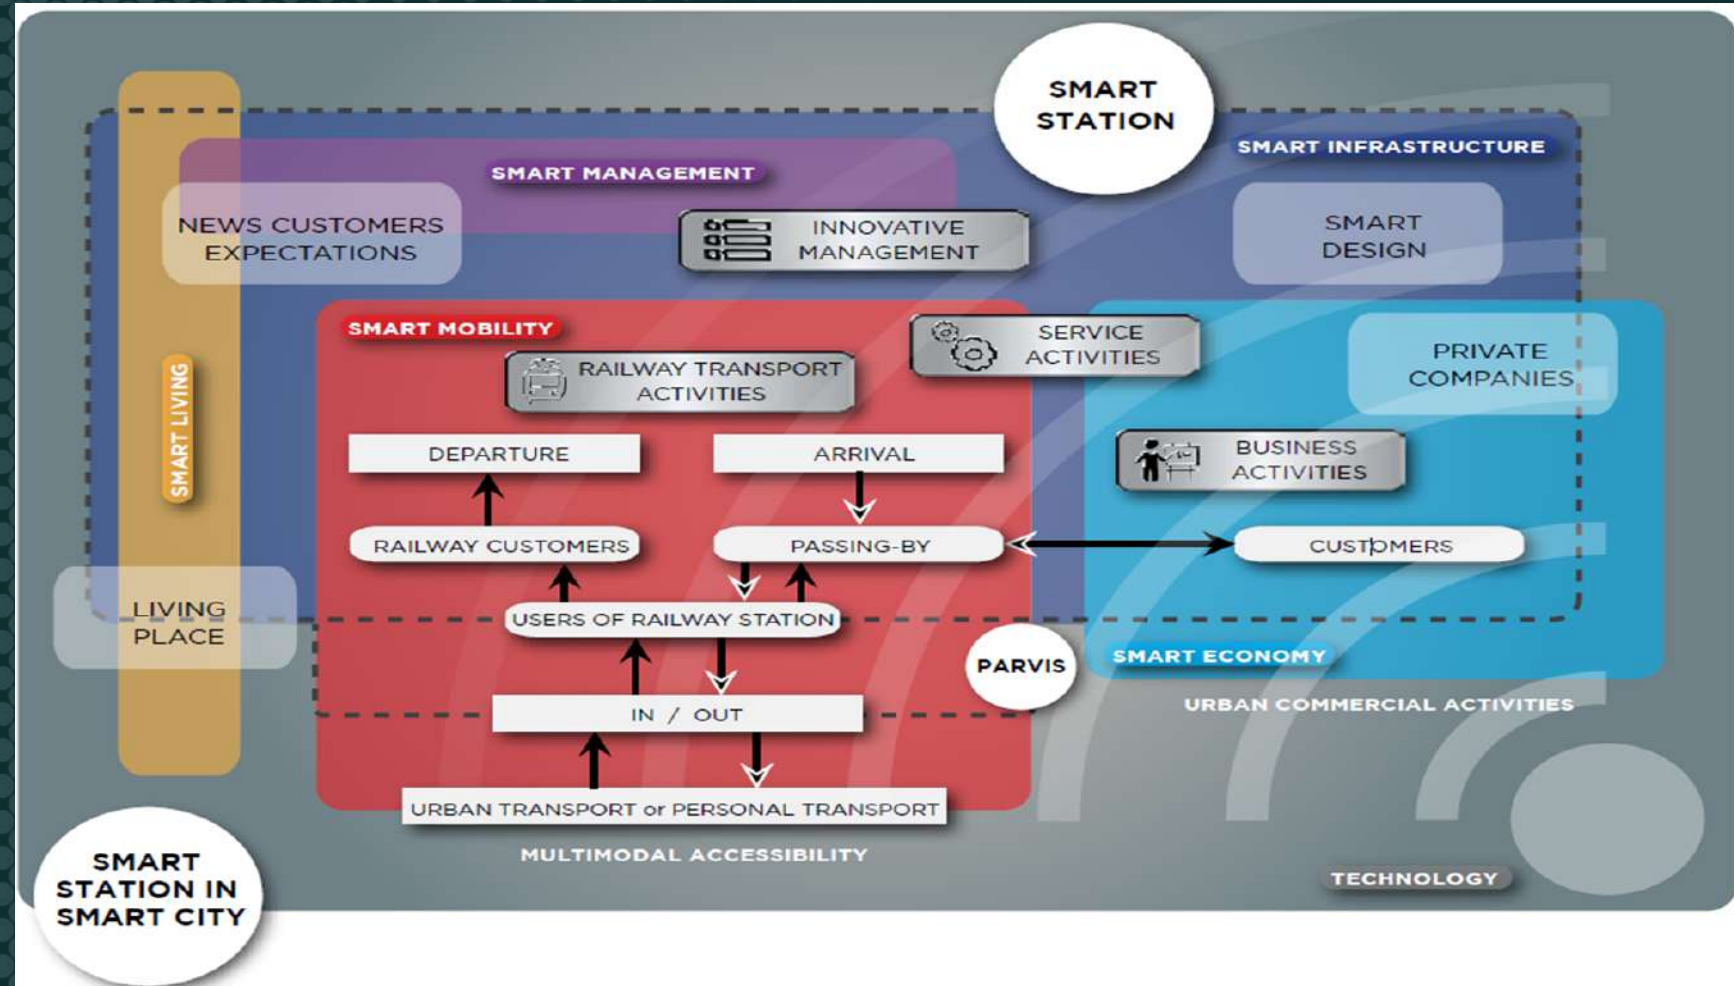 SMART
STATION
SMART INFRASTRUCTURE
SMART MANAGEMENT
NEWS CUSTOMERS
EXPECTATIONS
INNOVATIVE
MANAGEMENT
SMART
DESIGN
SMART MOBILITY
SERVICE
ACTIVITIES
PRIVATE
COMPANIES
RAILWAY TRANSPORT
ACTIVITIES
SMART LIVING
DEPARTURE
ARRIVAL
BUSINESS
ACTIVITIES
RAILWAY CUSTOMERS
PASSING-BY
CUSTOMERS
LIVING
PLACE
USERS OF RAILWAY STATION
PARVIS
SMART ECONOMY
IN / OUT
URBAN COMMERCIAL ACTIVITIES
URBAN TRANSPORT or PERSONAL TRANSPORT
MULTIMODAL ACCESSIBILITY
TECHNOLOGY
SMART
STATION IN
SMART CITY